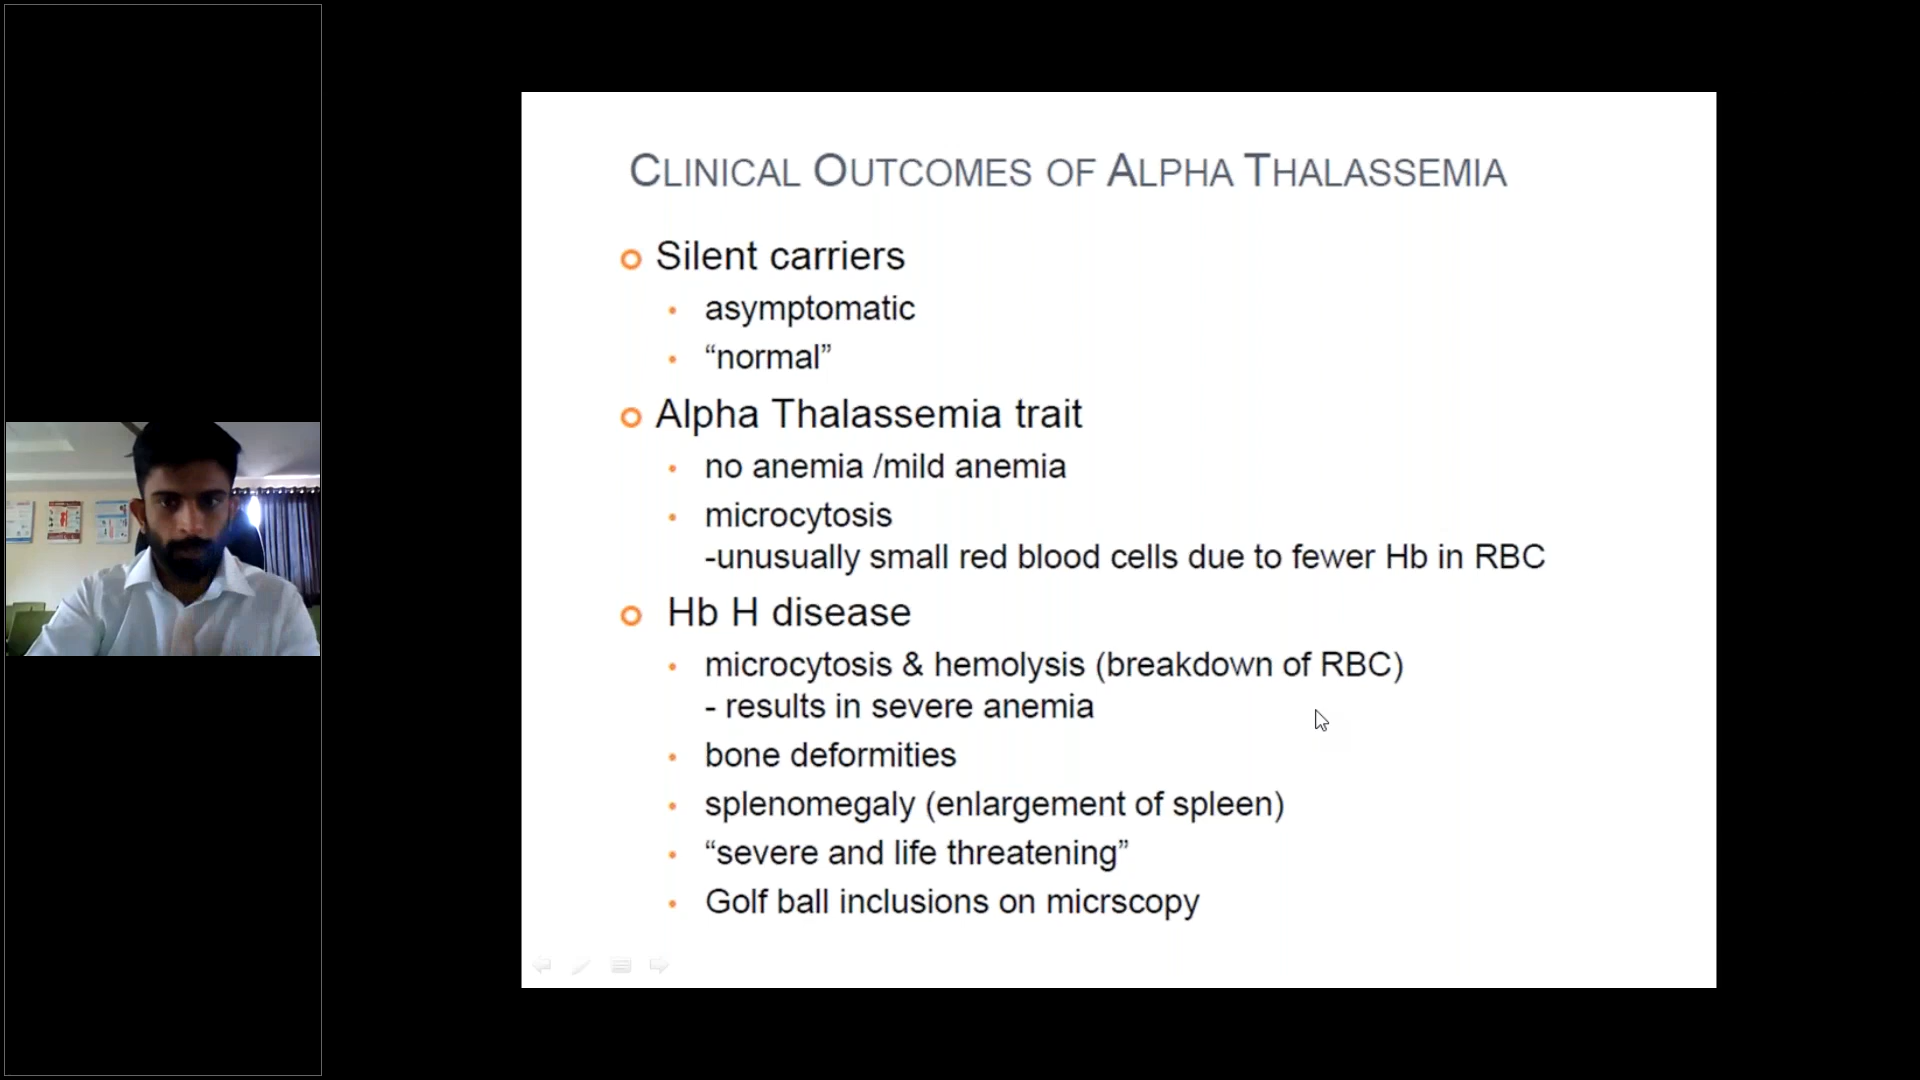 CLINICAL OUTCOMES OF ALPHA THALASSEMIA
Silent carriers
asymptomatic
“normal”
Alpha Thalassemia trait
no anemia /mild anemia
microcytosis
-unusually small red blood cells due to fewer Hb in RBC
Hb H disease
microcytosis & hemolysis (breakdown of RBC)
- results in severe anemia
bone deformities
splenomegaly (enlargement of spleen)
“severe and life threatening”
Golf ball inclusions on micrscopy